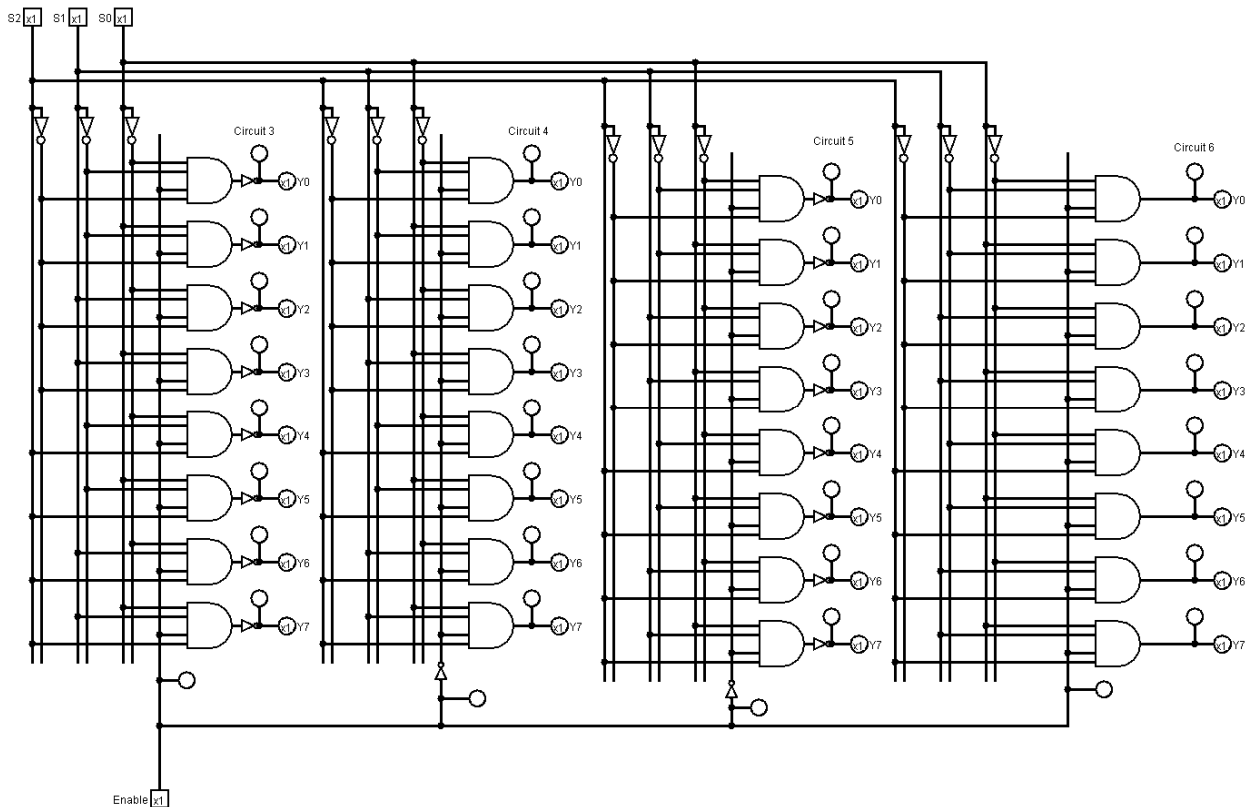 S2 x1 S1 x1 S0 x1
Circuit 3 Circuit 4 Circuit 5 Circuit 6
x1 Y0 x1 Y0 x1 Y0 x1 Y0
x1 Y1 x1 Y1 x1 Y1 x1 Y1
x1 Y2 x1 Y2 x1 Y2 x1 Y2
x1 Y3 x1 Y3 x1 Y3 x1 Y3
x1 Y4 x1 Y4 x1 Y4 x1 Y4
x1 Y5 x1 Y5 x1 Y5 x1 Y5
x1 Y6 x1 Y6 x1 Y6 x1 Y6
x1 Y7 x1 Y7 x1 Y7 x1 Y7
Enable x1